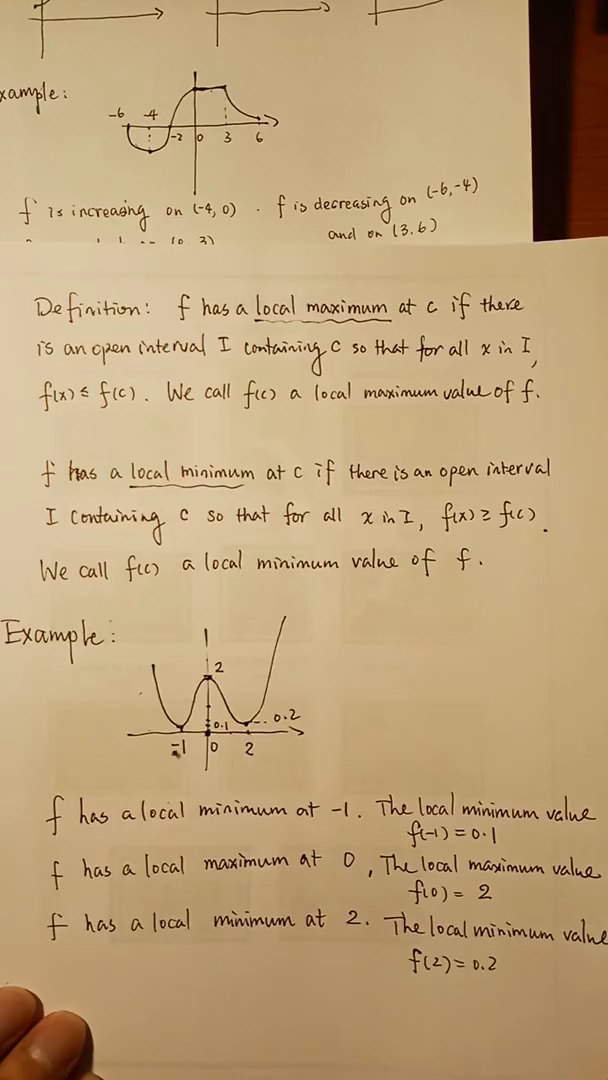 xample:
-6 -4 -2 0 3 6
f is increasing on (-4, 0) . f is decreasing on (-6,-4)
and on (3,6)
Definition: f has a local maximum at c if there
is an open interval I containing c so that for all x in I,
f(x) ≤ f(c). We call f(c) a local maximum value of f.
f has a local minimum at c if there is an open interval
I containing c so that for all x in I, f(x) ≥ f(c).
We call f(c) a local minimum value of f.
Example:
2
0.1 0.2
-1 0 2
f has a local minimum at -1. The local minimum value
f(-1) = 0.1
f has a local maximum at 0, The local maximum value
f(0) = 2
f has a local minimum at 2. The local minimum value
f(2) = 0.2